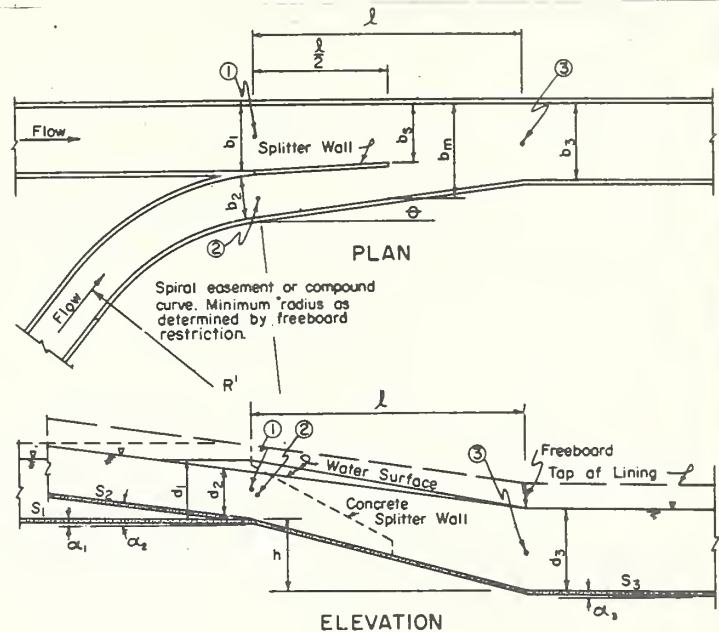 ℓ
ℓ/2
①
③
Flow
b₁
Splitter Wall
bₛ
bₘ
b₃
b₂
②
θ
PLAN
Flow
Spiral easement or compound
curve. Minimum radius as
determined by freeboard
restriction.
R'
ℓ
①
②
③
Freeboard
Top of Lining
Water Surface
S₂
S₁
d₁
d₂
Concrete
Splitter Wall
α₁
α₂
h
d₃
S₃
α₃
ELEVATION